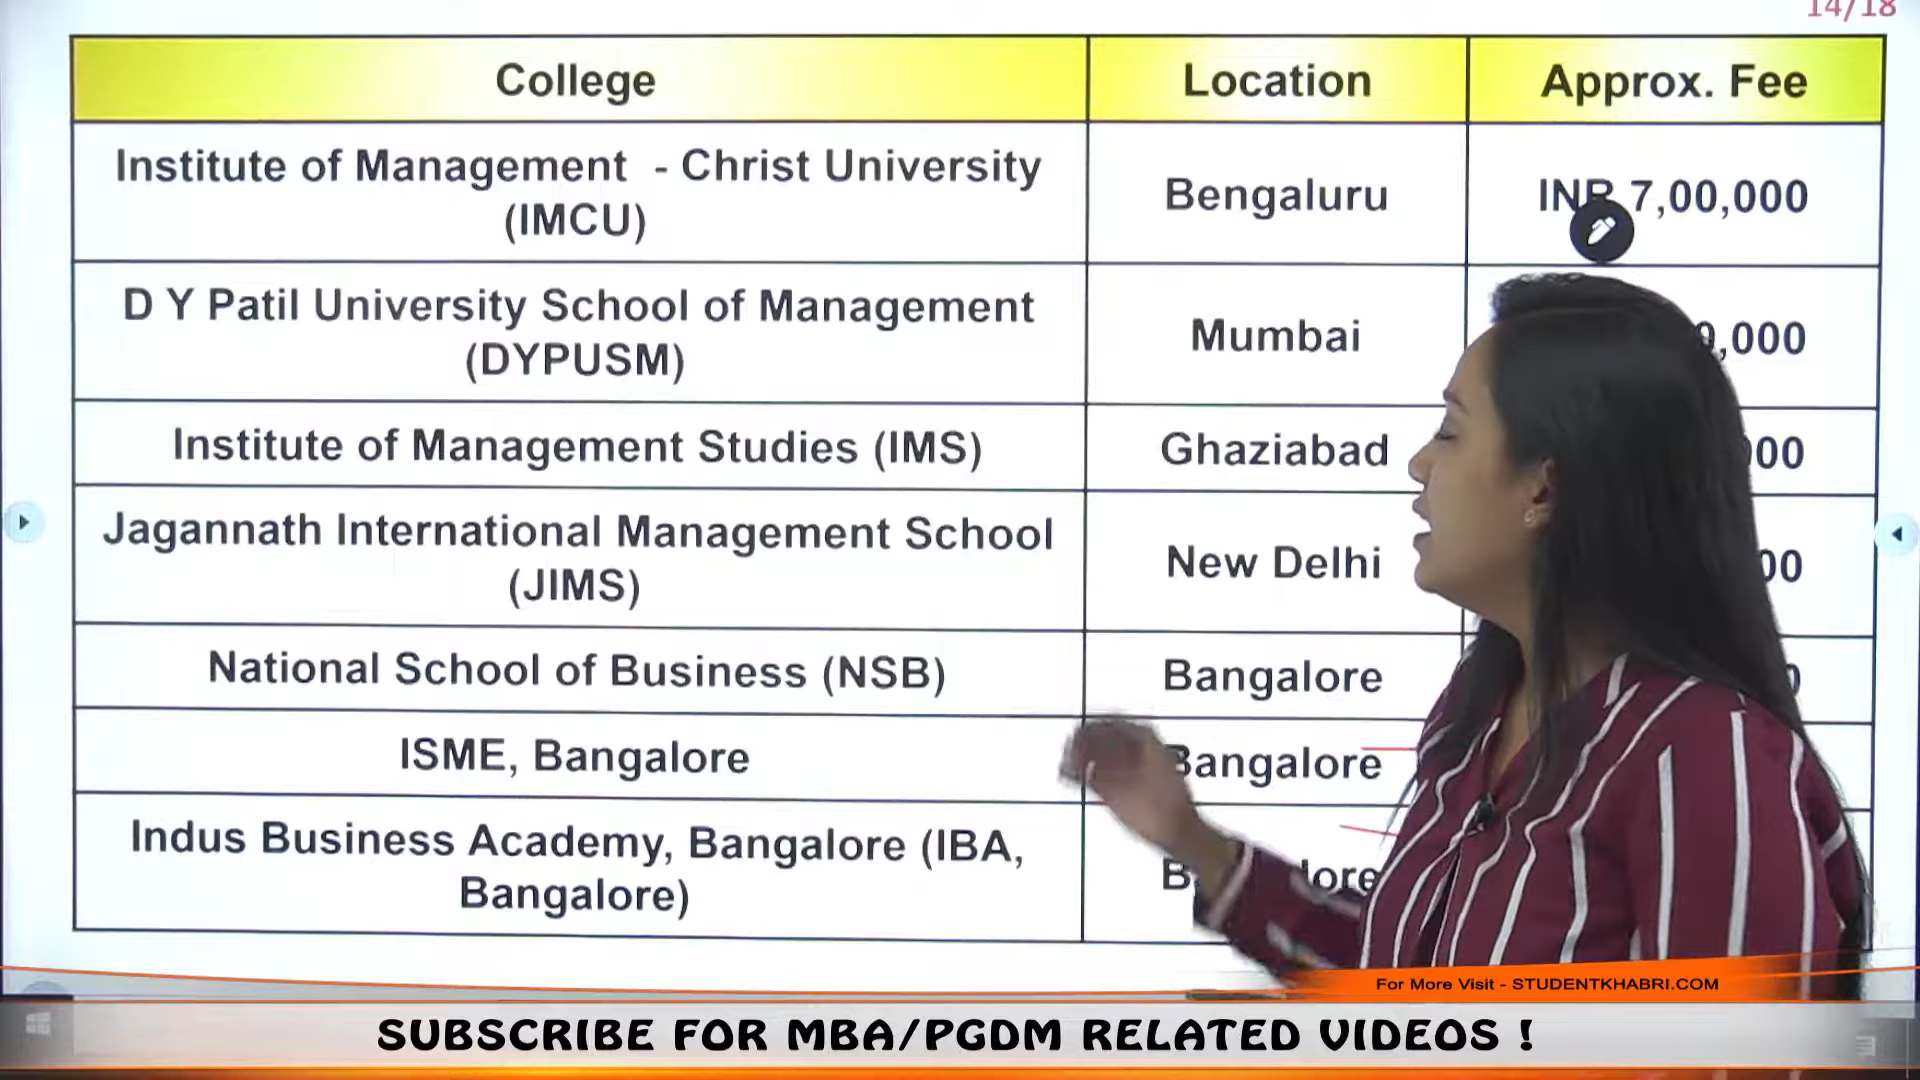 14/18
College Location Approx. Fee
Institute of Management - Christ University
(IMCU)
Bengaluru
INR 7,00,000
D Y Patil University School of Management
(DYPUSM)
Mumbai
,000
Institute of Management Studies (IMS)
Ghaziabad
Jagannath International Management School
(JIMS)
New Delhi
National School of Business (NSB)
Bangalore
ISME, Bangalore
Bangalore
Indus Business Academy, Bangalore (IBA,
Bangalore)
For More Visit - STUDENTKHABRI.COM
SUBSCRIBE FOR MBA/PGDM RELATED VIDEOS !